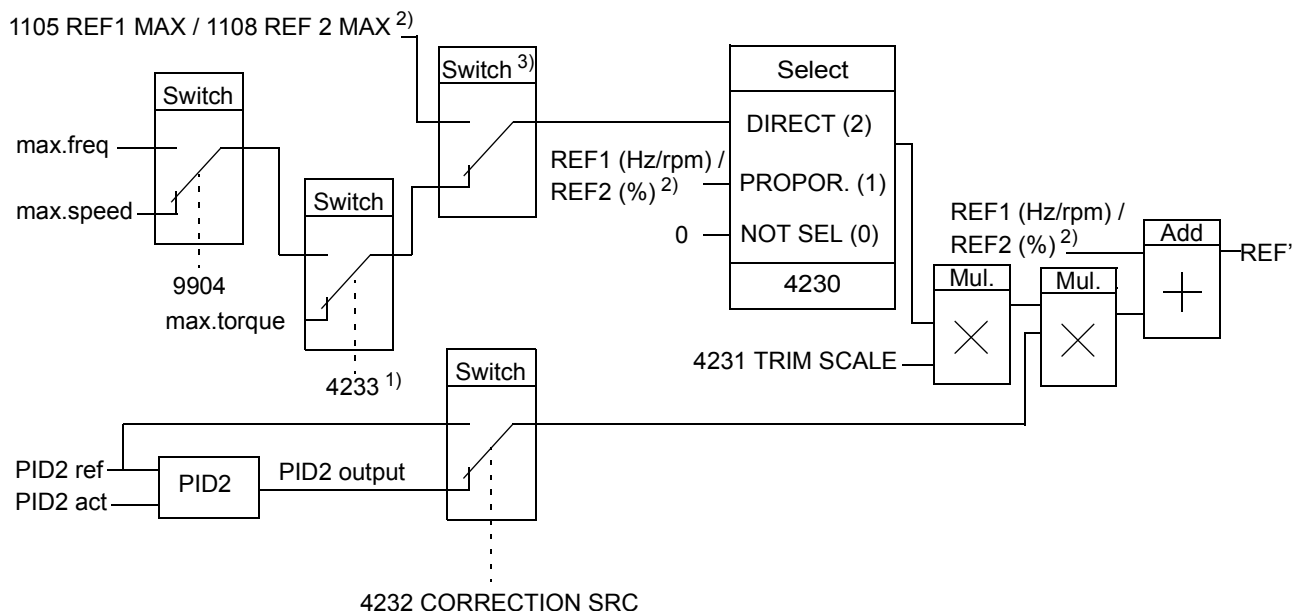 1105 REF1 MAX / 1108 REF 2 MAX 2)
Switch 3)
Select
Switch
DIRECT (2)
max.freq
REF1 (Hz/rpm) /
REF2 (%) 2)
PROPOR. (1)
Switch
max.speed
REF1 (Hz/rpm) /
REF2 (%) 2)
Add
0
NOT SEL (0)
REF’
9904
4230
Mul.
Mul.
max.torque
4231 TRIM SCALE
4233 1)
Switch
PID2 ref
PID2 output
PID2
PID2 act
4232 CORRECTION SRC